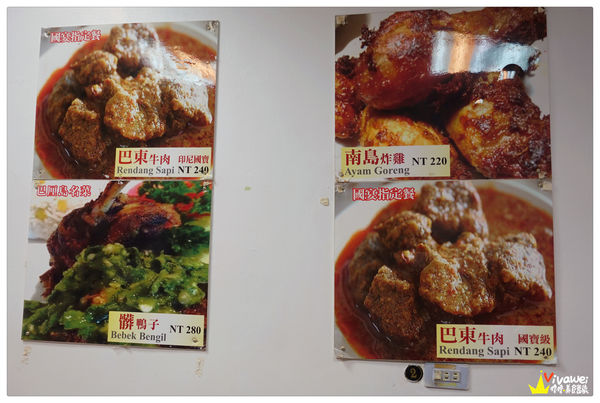 國宴指定餐
巴東牛肉 印尼國寶
Rendang Sapi NT 240
巴厘島名菜
髒鴨子 NT 280
Bebek Bengil
南島炸雞 NT 220
Ayam Goreng
國宴指定餐
巴東牛肉 國寶級
Rendang Sapi NT 240
2
Vivawei